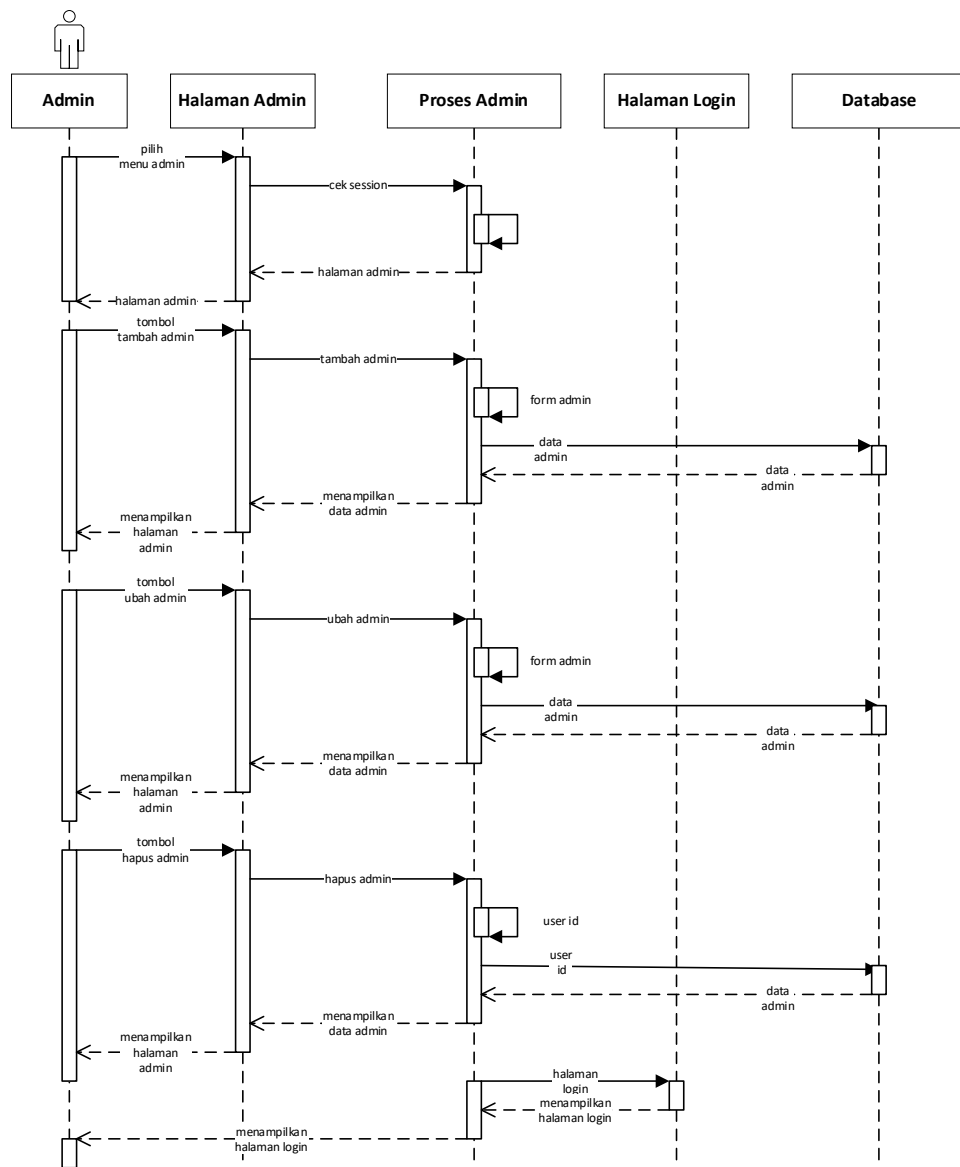 Admin
Halaman Admin
Proses Admin
Halaman Login
Database
pilih
menu admin
cek session
halaman admin
halaman admin
tombol
tambah admin
tambah admin
form admin
data
admin
data
admin
menampilkan
data admin
menampilkan
halaman
admin
tombol
ubah admin
ubah admin
form admin
data
admin
data
admin
menampilkan
data admin
menampilkan
halaman
admin
tombol
hapus admin
hapus admin
user id
user
id
data
admin
menampilkan
data admin
menampilkan
halaman
admin
halaman
login
menampilkan
halaman login
menampilkan
halaman login